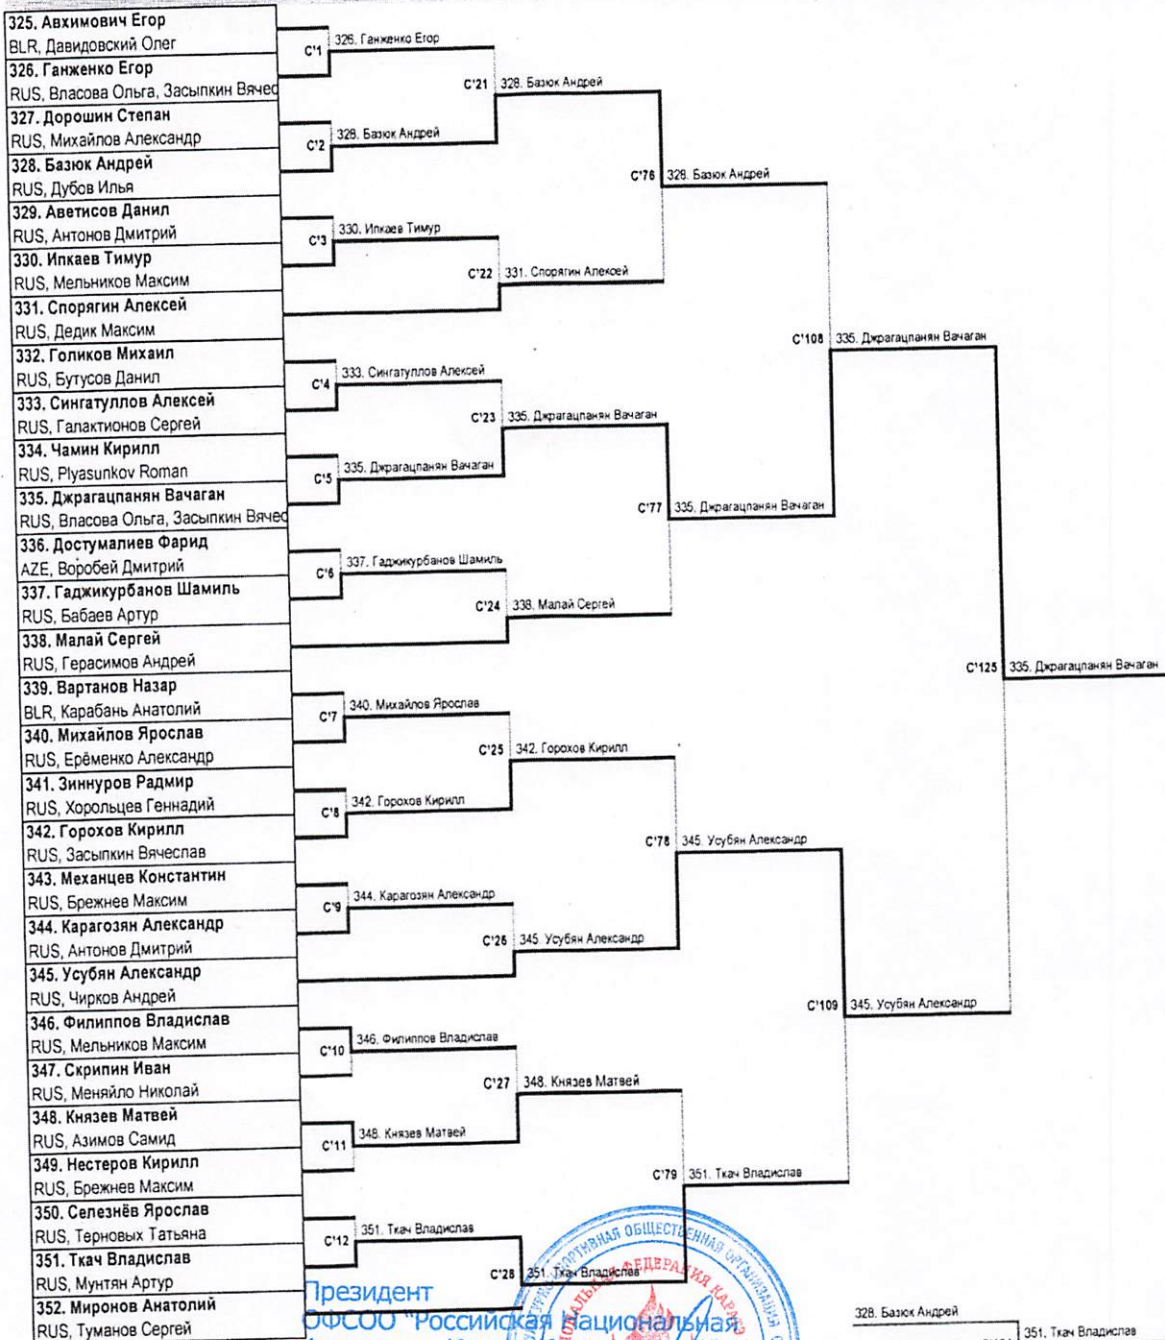 325. Авхимович Егор
BLR, Давидовский Олег
326. Ганженко Егор
RUS, Власова Ольга, Засыпкин Вячес
327. Дорошин Степан
RUS, Михайлов Александр
328. Базюк Андрей
RUS, Дубов Илья
329. Аветисов Данил
RUS, Антонов Дмитрий
330. Ипкаев Тимур
RUS, Мельников Максим
331. Спорягин Алексей
RUS, Дедик Максим
332. Голиков Михаил
RUS, Бутусов Данил
333. Сингатуллов Алексей
RUS, Галактионов Сергей
334. Чамин Кирилл
RUS, Plyasunkov Roman
335. Джрагацпанян Вачаган
RUS, Власова Ольга, Засыпкин Вячес
336. Достумалиев Фарид
AZE, Воробей Дмитрий
337. Гаджикурбанов Шамиль
RUS, Бабаев Артур
338. Малай Сергей
RUS, Герасимов Андрей
339. Вартанов Назар
BLR, Карабань Анатолий
340. Михайлов Ярослав
RUS, Ерёменко Александр
341. Зиннуров Радмир
RUS, Хорольцев Геннадий
342. Горохов Кирилл
RUS, Засыпкин Вячеслав
343. Механцев Константин
RUS, Брежнев Максим
344. Карагозян Александр
RUS, Антонов Дмитрий
345. Усубян Александр
RUS, Чирков Андрей
346. Филиппов Владислав
RUS, Мельников Максим
347. Скрипин Иван
RUS, Меняйло Николай
348. Князев Матвей
RUS, Азимов Самид
349. Нестеров Кирилл
RUS, Брежнев Максим
350. Селезнёв Ярослав
RUS, Терновых Татьяна
351. Ткач Владислав
RUS, Мунтян Артур
352. Миронов Анатолий
RUS, Туманов Сергей
C'1 326. Ганженко Егор
C'2 328. Базюк Андрей
C'3 330. Ипкаев Тимур
C'4 333. Сингатуллов Алексей
C'5 335. Джрагацпанян Вачаган
C'6 337. Гаджикурбанов Шамиль
C'7 340. Михайлов Ярослав
C'8 342. Горохов Кирилл
C'9 344. Карагозян Александр
C'10 346. Филиппов Владислав
C'11 348. Князев Матвей
C'12 351. Ткач Владислав
C'21 328. Базюк Андрей
C'22 331. Спорягин Алексей
C'23 335. Джрагацпанян Вачаган
C'24 338. Малай Сергей
C'25 342. Горохов Кирилл
C'26 345. Усубян Александр
C'27 348. Князев Матвей
C'28 351. Ткач Владислав
C'76 328. Базюк Андрей
C'77 335. Джрагацпанян Вачаган
C'78 345. Усубян Александр
C'79 351. Ткач Владислав
C'108 335. Джрагацпанян Вачаган
C'109 345. Усубян Александр
C'125 335. Джрагацпанян Вачаган
Президент
ОФСОО "Российская Национальная
328. Базюк Андрей
351. Ткач Владислав